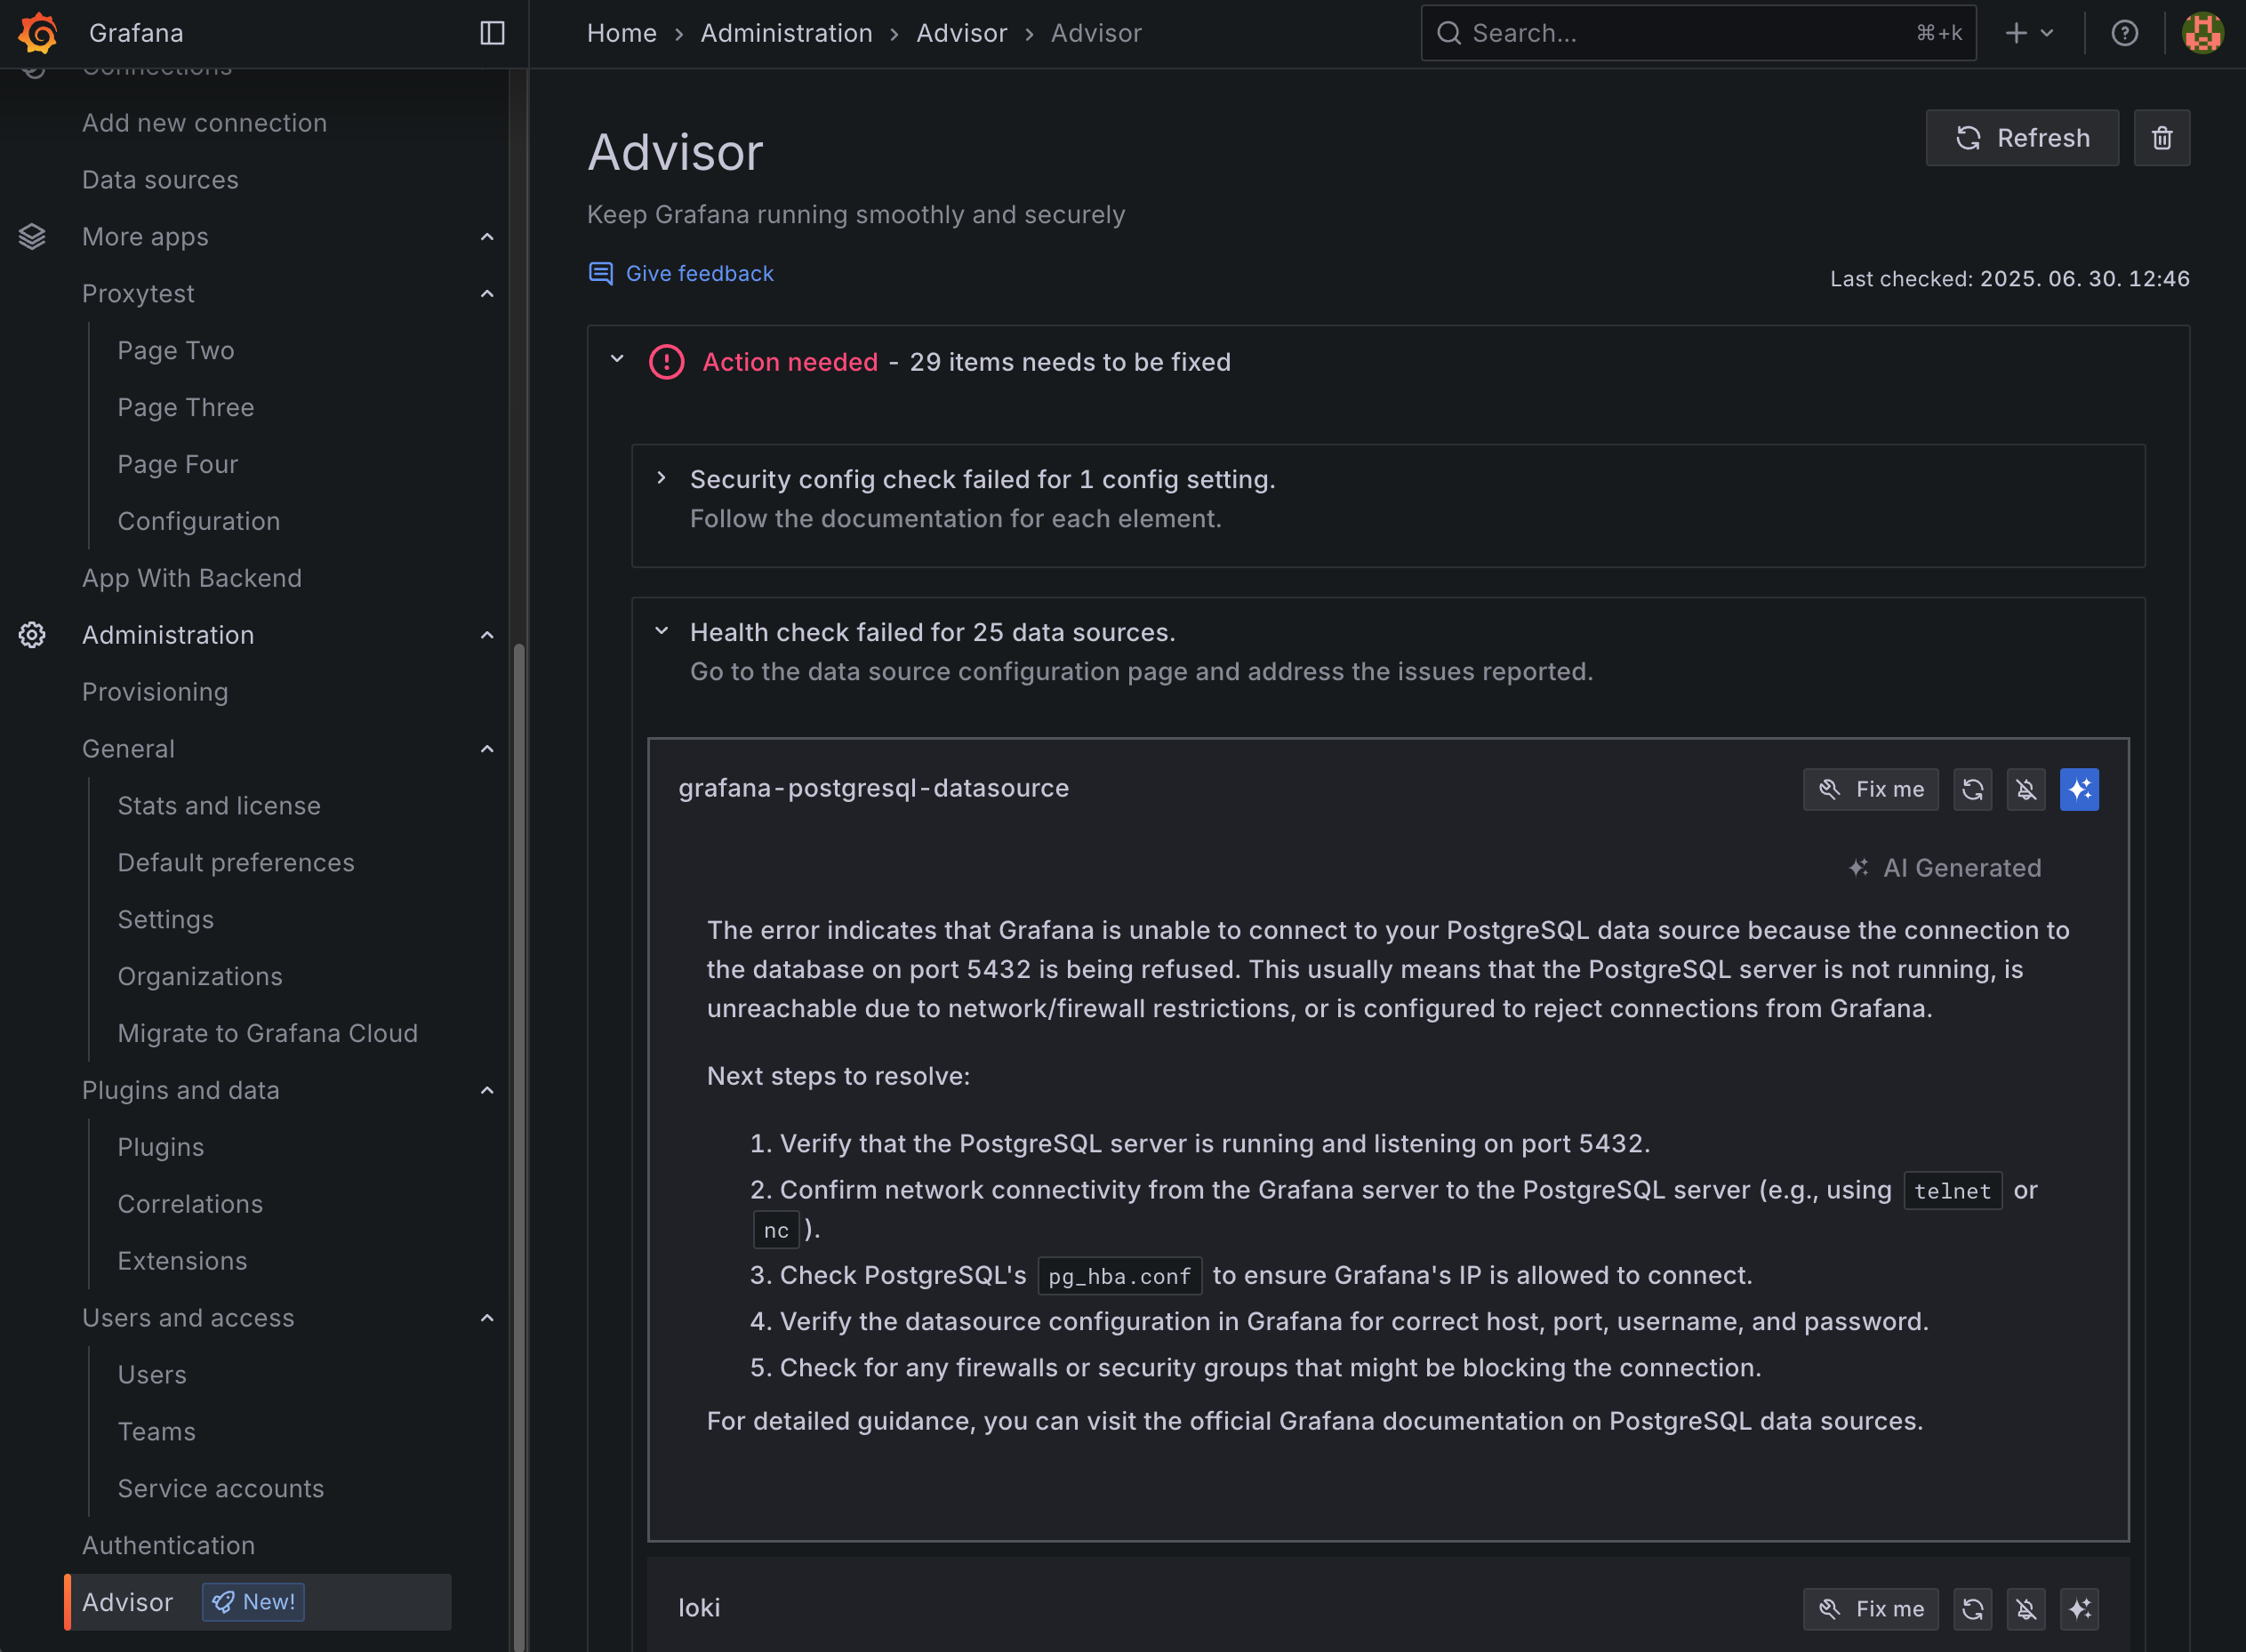 Grafana
Home › Administration › Advisor › Advisor
Search...
⌘+k
Connections
Add new connection
Data sources
More apps
Proxytest
Page Two
Page Three
Page Four
Configuration
App With Backend
Administration
Provisioning
General
Stats and license
Default preferences
Settings
Organizations
Migrate to Grafana Cloud
Plugins and data
Plugins
Correlations
Extensions
Users and access
Users
Teams
Service accounts
Authentication
Advisor New!
Advisor
Refresh
Keep Grafana running smoothly and securely
Give feedback
Last checked: 2025. 06. 30. 12:46
Action needed - 29 items needs to be fixed
Security config check failed for 1 config setting.
Follow the documentation for each element.
Health check failed for 25 data sources.
Go to the data source configuration page and address the issues reported.
grafana-postgresql-datasource
Fix me
AI Generated
The error indicates that Grafana is unable to connect to your PostgreSQL data source because the connection to
the database on port 5432 is being refused. This usually means that the PostgreSQL server is not running, is
unreachable due to network/firewall restrictions, or is configured to reject connections from Grafana.
Next steps to resolve:
1. Verify that the PostgreSQL server is running and listening on port 5432.
2. Confirm network connectivity from the Grafana server to the PostgreSQL server (e.g., using telnet or
nc ).
3. Check PostgreSQL's pg_hba.conf to ensure Grafana's IP is allowed to connect.
4. Verify the datasource configuration in Grafana for correct host, port, username, and password.
5. Check for any firewalls or security groups that might be blocking the connection.
For detailed guidance, you can visit the official Grafana documentation on PostgreSQL data sources.
loki
Fix me